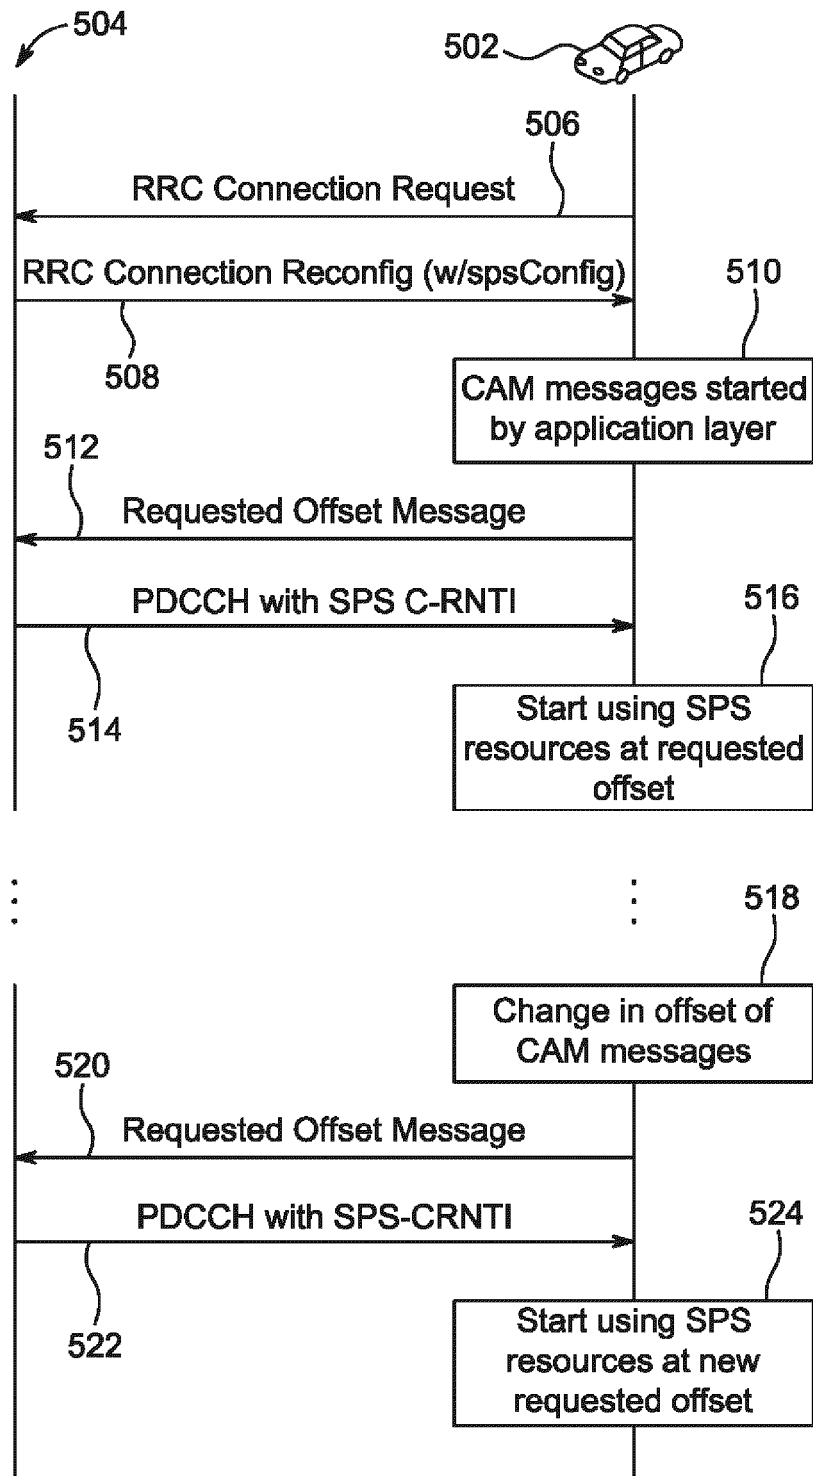 504
502
506
RRC Connection Request
RRC Connection Reconfig (w/spsConfig)
510
508
CAM messages started
by application layer
512
Requested Offset Message
PDCCH with SPS C-RNTI
516
514
Start using SPS
resources at requested
offset
518
Change in offset of
CAM messages
520
Requested Offset Message
PDCCH with SPS-CRNTI
524
522
Start using SPS
resources at new
requested offset